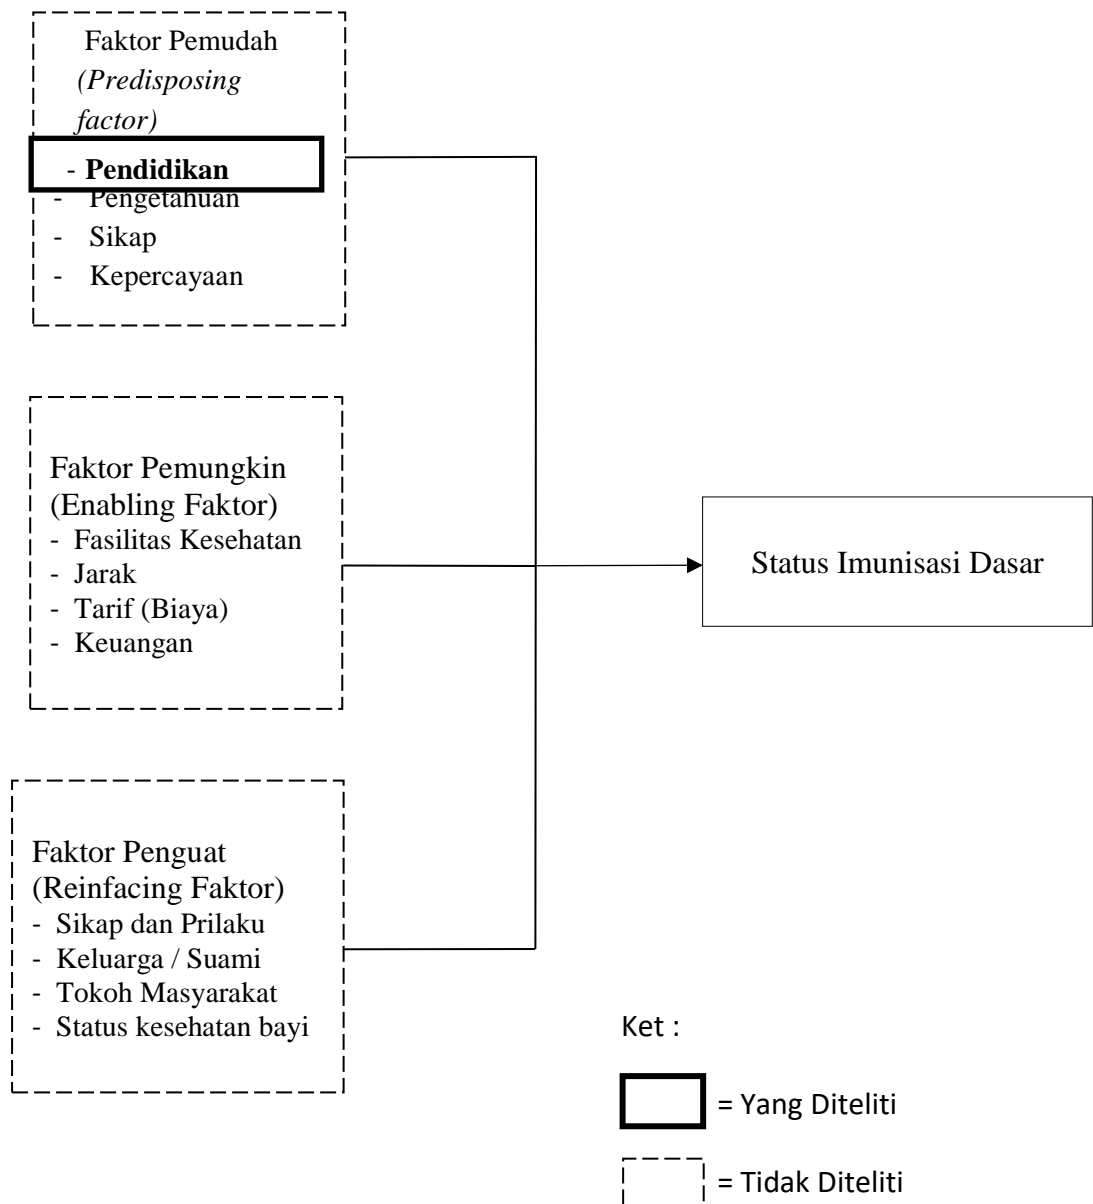 Faktor Pemudah
(Predisposing
factor)
- Pendidikan
- Pengetahuan
- Sikap
- Kepercayaan
Faktor Pemungkin
(Enabling Faktor)
- Fasilitas Kesehatan
- Jarak
- Tarif (Biaya)
- Keuangan
Status Imunisasi Dasar
Faktor Penguat
(Reinfacing Faktor)
- Sikap dan Prilaku
- Keluarga / Suami
- Tokoh Masyarakat
- Status kesehatan bayi
Ket :
= Yang Diteliti
= Tidak Diteliti